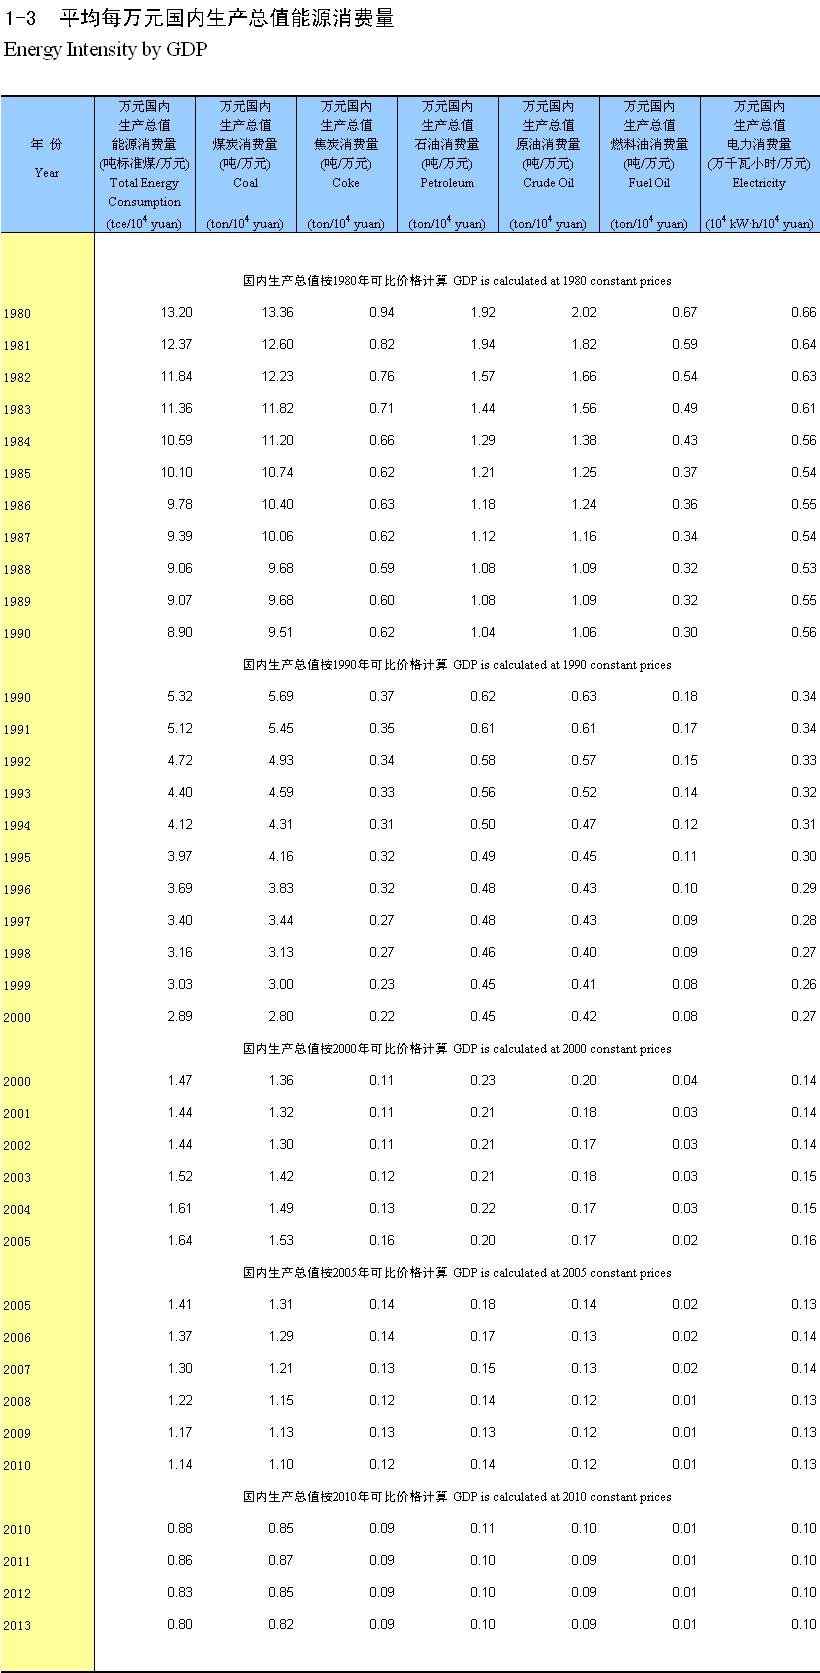 1-3 平均每万元国内生产总值能源消费量
Energy Intensity by GDP
年 份
Year
万元国内
生产总值
能源消费量
(吨标准煤/万元)
Total Energy
Consumption
(tce/10⁴ yuan)
万元国内
生产总值
煤炭消费量
(吨/万元)
Coal
(ton/10⁴ yuan)
万元国内
生产总值
焦炭消费量
(吨/万元)
Coke
(ton/10⁴ yuan)
万元国内
生产总值
石油消费量
(吨/万元)
Petroleum
(ton/10⁴ yuan)
万元国内
生产总值
原油消费量
(吨/万元)
Crude Oil
(ton/10⁴ yuan)
万元国内
生产总值
燃料油消费量
(吨/万元)
Fuel Oil
(ton/10⁴ yuan)
万元国内
生产总值
电力消费量
(万千瓦小时/万元)
Electricity
(10⁴ kW·h/10⁴ yuan)
国内生产总值按1980年可比价格计算 GDP is calculated at 1980 constant prices
1980 13.20 13.36 0.94 1.92 2.02 0.67 0.66
1981 12.37 12.60 0.82 1.94 1.82 0.59 0.64
1982 11.84 12.23 0.76 1.57 1.66 0.54 0.63
1983 11.36 11.82 0.71 1.44 1.56 0.49 0.61
1984 10.59 11.20 0.66 1.29 1.38 0.43 0.56
1985 10.10 10.74 0.62 1.21 1.25 0.37 0.54
1986 9.78 10.40 0.63 1.18 1.24 0.36 0.55
1987 9.39 10.06 0.62 1.12 1.16 0.34 0.54
1988 9.06 9.68 0.59 1.08 1.09 0.32 0.53
1989 9.07 9.68 0.60 1.08 1.09 0.32 0.55
1990 8.90 9.51 0.62 1.04 1.06 0.30 0.56
国内生产总值按1990年可比价格计算 GDP is calculated at 1990 constant prices
1990 5.32 5.69 0.37 0.62 0.63 0.18 0.34
1991 5.12 5.45 0.35 0.61 0.61 0.17 0.34
1992 4.72 4.93 0.34 0.58 0.57 0.15 0.33
1993 4.40 4.59 0.33 0.56 0.52 0.14 0.32
1994 4.12 4.31 0.31 0.50 0.47 0.12 0.31
1995 3.97 4.16 0.32 0.49 0.45 0.11 0.30
1996 3.69 3.83 0.32 0.48 0.43 0.10 0.29
1997 3.40 3.44 0.27 0.48 0.43 0.09 0.28
1998 3.16 3.13 0.27 0.46 0.40 0.09 0.27
1999 3.03 3.00 0.23 0.45 0.41 0.08 0.26
2000 2.89 2.80 0.22 0.45 0.42 0.08 0.27
国内生产总值按2000年可比价格计算 GDP is calculated at 2000 constant prices
2000 1.47 1.36 0.11 0.23 0.20 0.04 0.14
2001 1.44 1.32 0.11 0.21 0.18 0.03 0.14
2002 1.44 1.30 0.11 0.21 0.17 0.03 0.14
2003 1.52 1.42 0.12 0.21 0.18 0.03 0.15
2004 1.61 1.49 0.13 0.22 0.17 0.03 0.15
2005 1.64 1.53 0.16 0.20 0.17 0.02 0.16
国内生产总值按2005年可比价格计算 GDP is calculated at 2005 constant prices
2005 1.41 1.31 0.14 0.18 0.14 0.02 0.13
2006 1.37 1.29 0.14 0.17 0.13 0.02 0.14
2007 1.30 1.21 0.13 0.15 0.13 0.02 0.14
2008 1.22 1.15 0.12 0.14 0.12 0.01 0.13
2009 1.17 1.13 0.13 0.13 0.12 0.01 0.13
2010 1.14 1.10 0.12 0.14 0.12 0.01 0.13
国内生产总值按2010年可比价格计算 GDP is calculated at 2010 constant prices
2010 0.88 0.85 0.09 0.11 0.10 0.01 0.10
2011 0.86 0.87 0.09 0.10 0.09 0.01 0.10
2012 0.83 0.85 0.09 0.10 0.09 0.01 0.10
2013 0.80 0.82 0.09 0.10 0.09 0.01 0.10